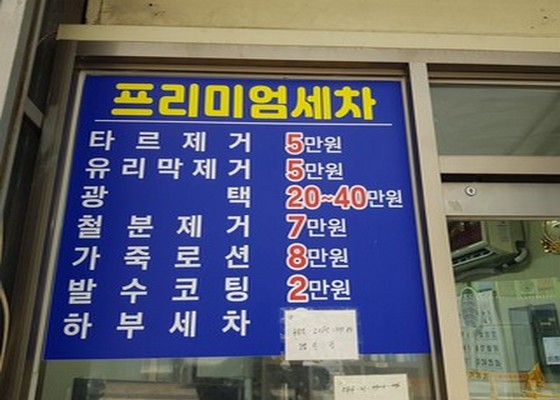 프리미엄세차
타르제거 5만원
유리막제거 5만원
광택 20~40만원
철분제거 7만원
가죽로션 8만원
발수코팅 2만원
하부세차